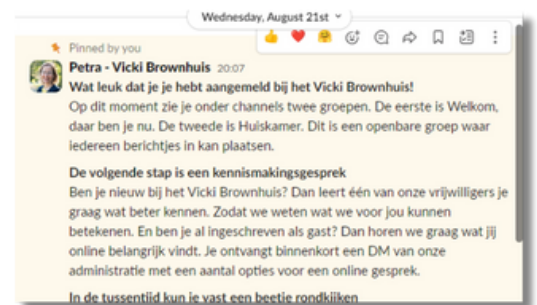 Wednesday, August 21st
Pinned by you
Petra - Vicki Brownhuis 20:07
Wat leuk dat je je hebt aangemeld bij het Vicki Brownhuis!
Op dit moment zie je onder channels twee groepen. De eerste is Welkom,
daar ben je nu. De tweede is Huiskamer. Dit is een openbare groep waar
iedereen berichtjes in kan plaatsen.
De volgende stap is een kennismakingsgesprek
Ben je nieuw bij het Vicki Brownhuis? Dan leert één van onze vrijwilligers je
graag wat beter kennen. Zodat we weten wat we voor jou kunnen
betekenen. En ben je al ingeschreven als gast? Dan horen we graag wat jij
online belangrijk vindt. Je ontvangt binnenkort een DM van onze
administratie met een aantal opties voor een online gesprek.
In de tussentijd kun je vast een beetje rondkijken